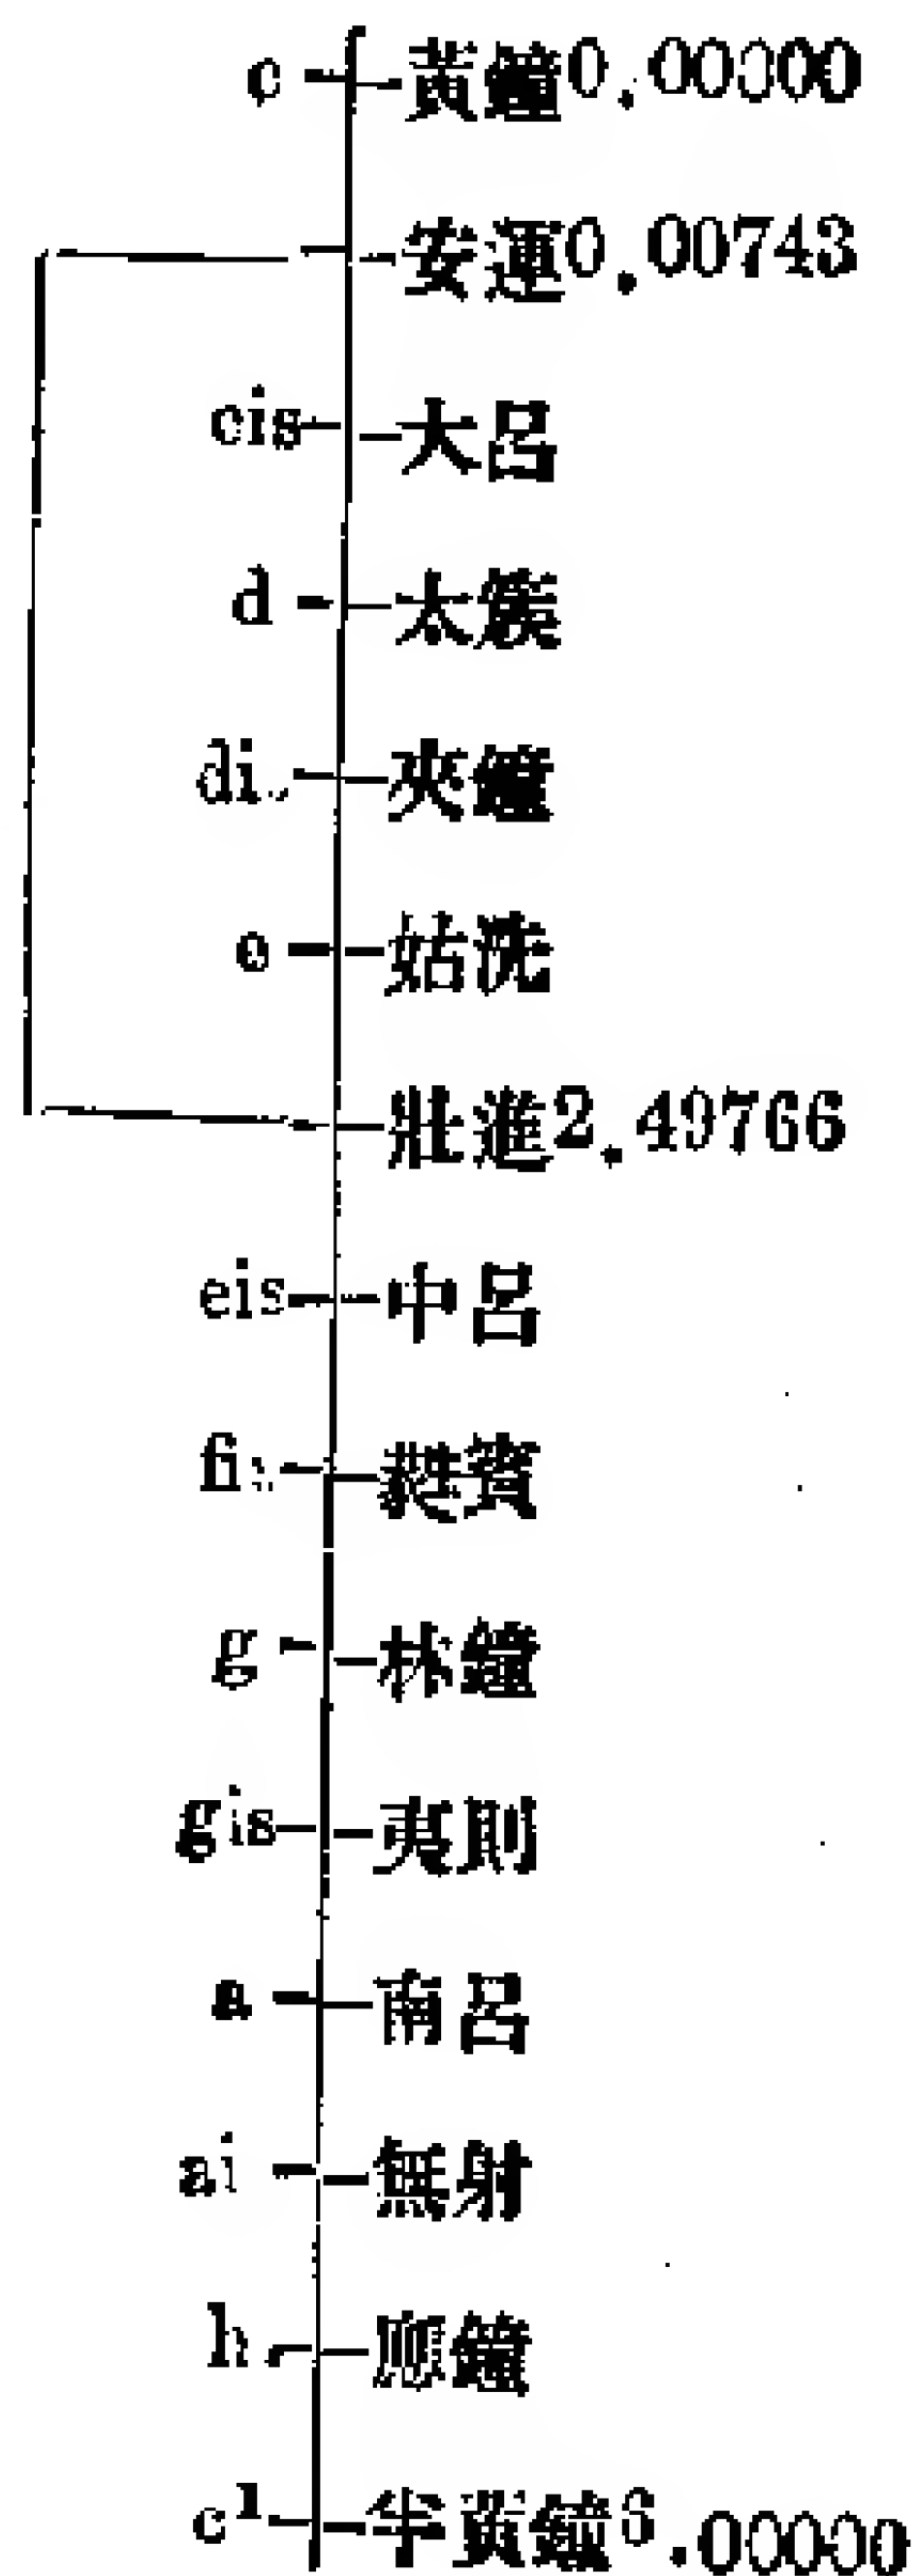 c 黃鐘0.00000
安運0.00743
cis 大呂
d 太簇
di 夾鐘
e 姑洗
壯進2.49766
eis 中呂
fi 蕤賓
g 林鐘
gis 夷則
a 南呂
ai 無射
h 應鐘
c¹ 半黃鐘6.00000